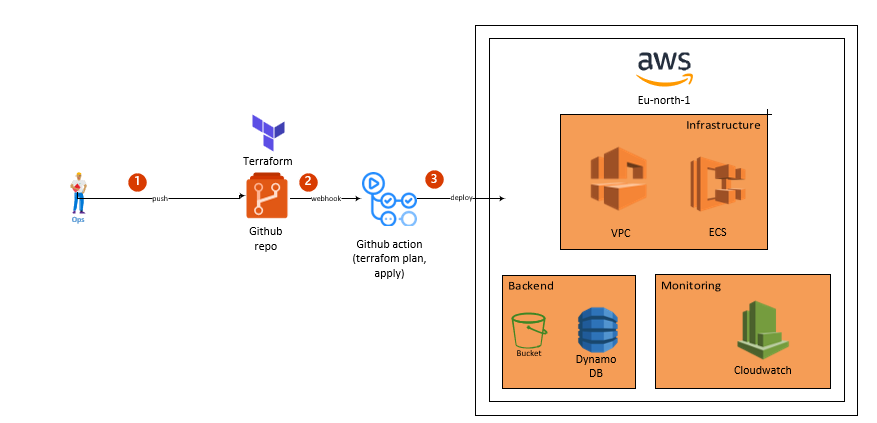 aws
Eu-north-1
Infrastructure
VPC
ECS
Terraform
1
2
3
push
webhook
deploy
Ops
Github
repo
Github action
(terrafom plan,
apply)
Backend
Bucket
Dynamo
DB
Monitoring
Cloudwatch